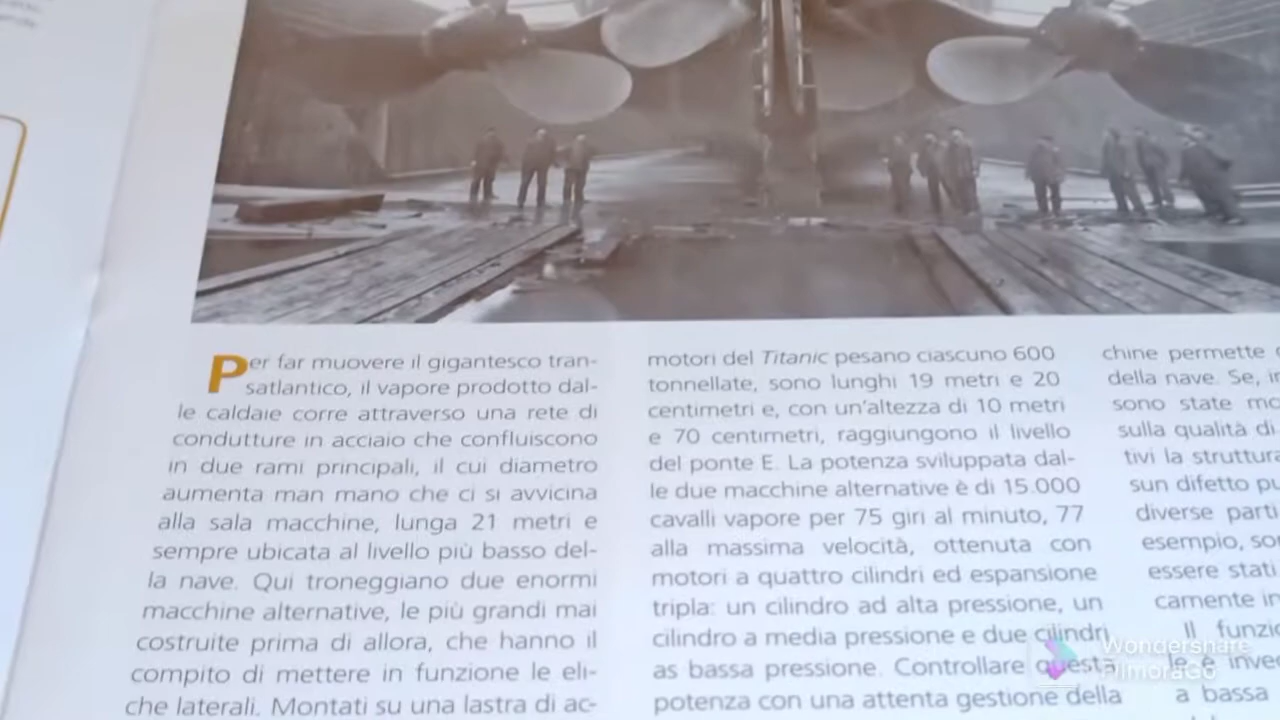 Per far muovere il gigantesco tran-
satlantico, il vapore prodotto dal-
le caldaie corre attraverso una rete di
condutture in acciaio che confluiscono
in due rami principali, il cui diametro
aumenta man mano che ci si avvicina
alla sala macchine, lunga 21 metri e
sempre ubicata al livello più basso del-
la nave. Qui troneggiano due enormi
macchine alternative, le più grandi mai
costruite prima di allora, che hanno il
compito di mettere in funzione le eli-
che laterali. Montati su una lastra di ac-
motori del Titanic pesano ciascuno 600
tonnellate, sono lunghi 19 metri e 20
centimetri e, con un'altezza di 10 metri
e 70 centimetri, raggiungono il livello
del ponte E. La potenza sviluppata dal-
le due macchine alternative è di 15.000
cavalli vapore per 75 giri al minuto, 77
alla massima velocità, ottenuta con
motori a quattro cilindri ed espansione
tripla: un cilindro ad alta pressione, un
cilindro a media pressione e due cilindri
as bassa pressione. Controllare questa
potenza con una attenta gestione della
chine permette
della nave. Se,
sono state
sulla qualità di
tivi la struttura
sun difetto
diverse parti
esempio,
essere stati
camente in
Il
le è
a bassa
Wondershare
FilmoraGo